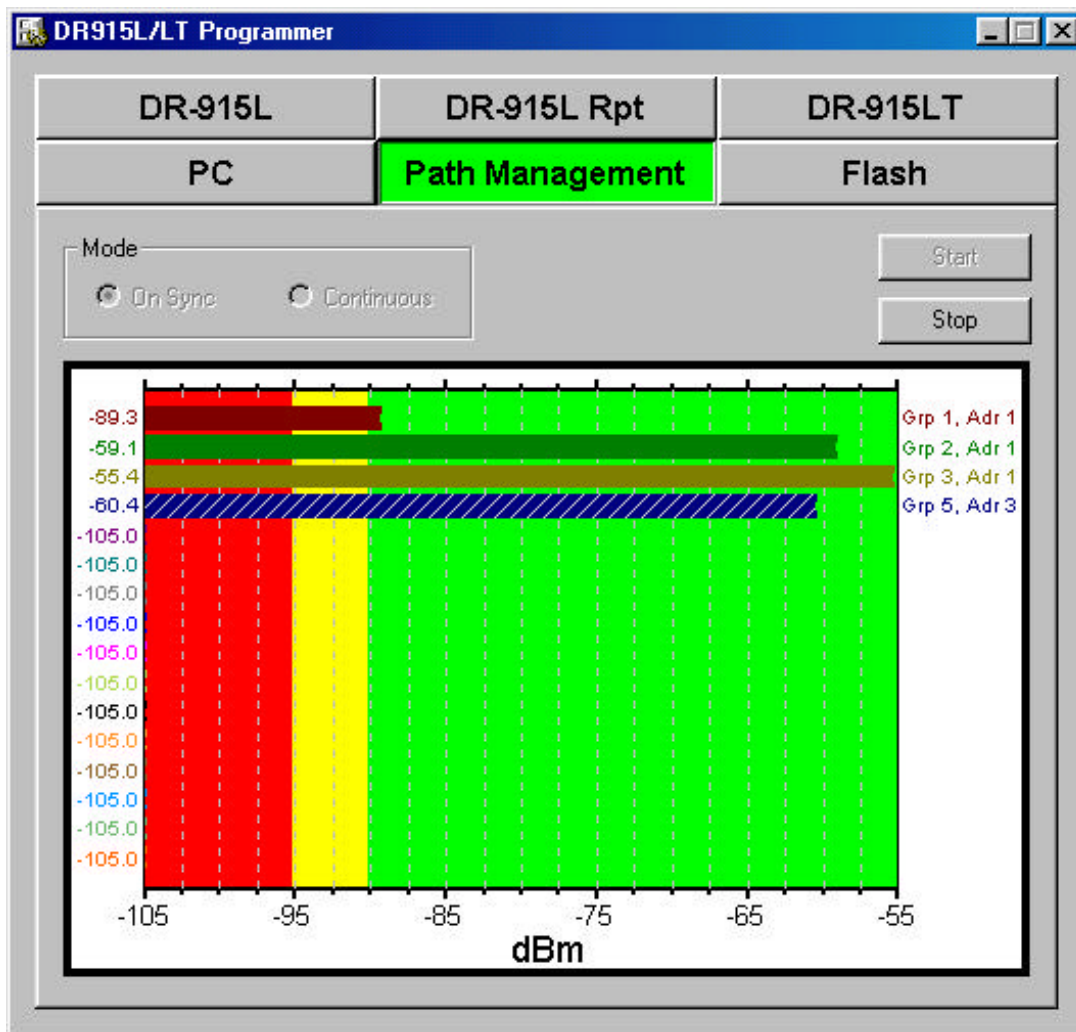 DR915L/LT Programmer
DR-915L DR-915L Rpt DR-915LT
PC Path Management Flash
Mode
On Sync Continuous
Start
Stop
-89.3 Grp 1, Adr 1
-59.1 Grp 2, Adr 1
-55.4 Grp 3, Adr 1
-60.4 Grp 5, Adr 3
-105.0
-105.0
-105.0
-105.0
-105.0
-105.0
-105.0
-105.0
-105.0
-105.0
-105.0
-105.0
-105 -95 -85 -75 -65 -55
dBm